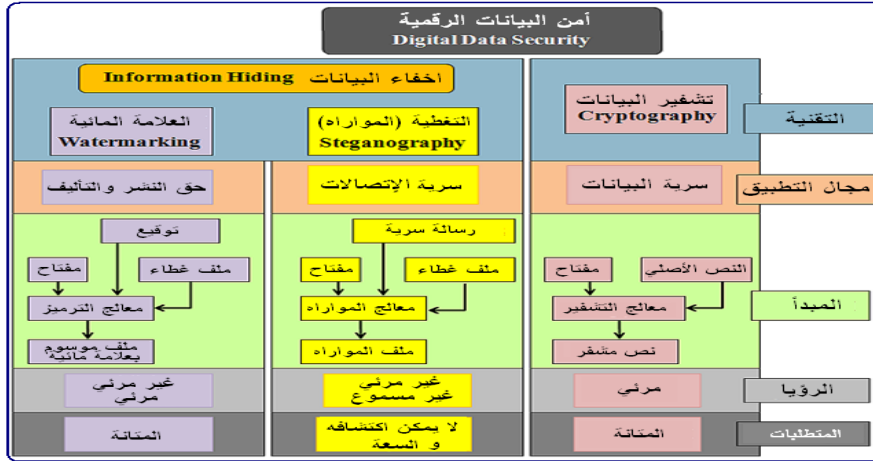 أمن البيانات الرقمية
Digital Data Security
اخفاء البيانات Information Hiding
تشفير البيانات
Cryptography
التغطية (المواراه)
Steganography
العلامة المائية
Watermarking
التقنية
سرية البيانات
سرية الإتصالات
حق النشر والتأليف
مجال التطبيق
النص الأصلي
مفتاح
معالج التشفير
نص مشفر
رسالة سرية
ملف غطاء
مفتاح
معالج المواراه
ملف المواراه
توقيع
ملف غطاء
مفتاح
معالج الترميز
ملف موسوم
بعلامة مائية
المبدأ
مرئي
غير مرئي
غير مسموع
غير مرئي
مرئي
الرؤيا
المتانة
لا يمكن اكتشافه
و السعة
المتانة
المتطلبات